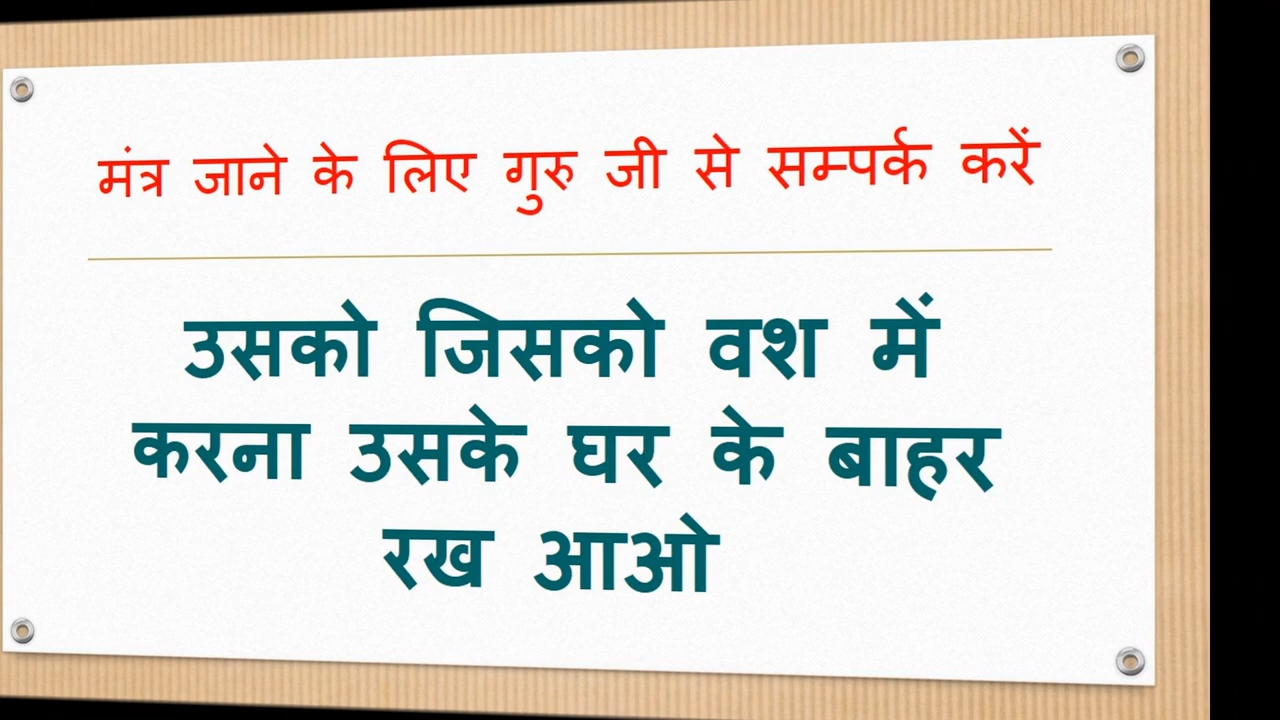 मंत्र जाने के लिए गुरु जी से सम्पर्क करें
उसको जिसको वश में
करना उसके घर के बाहर
रख आओ